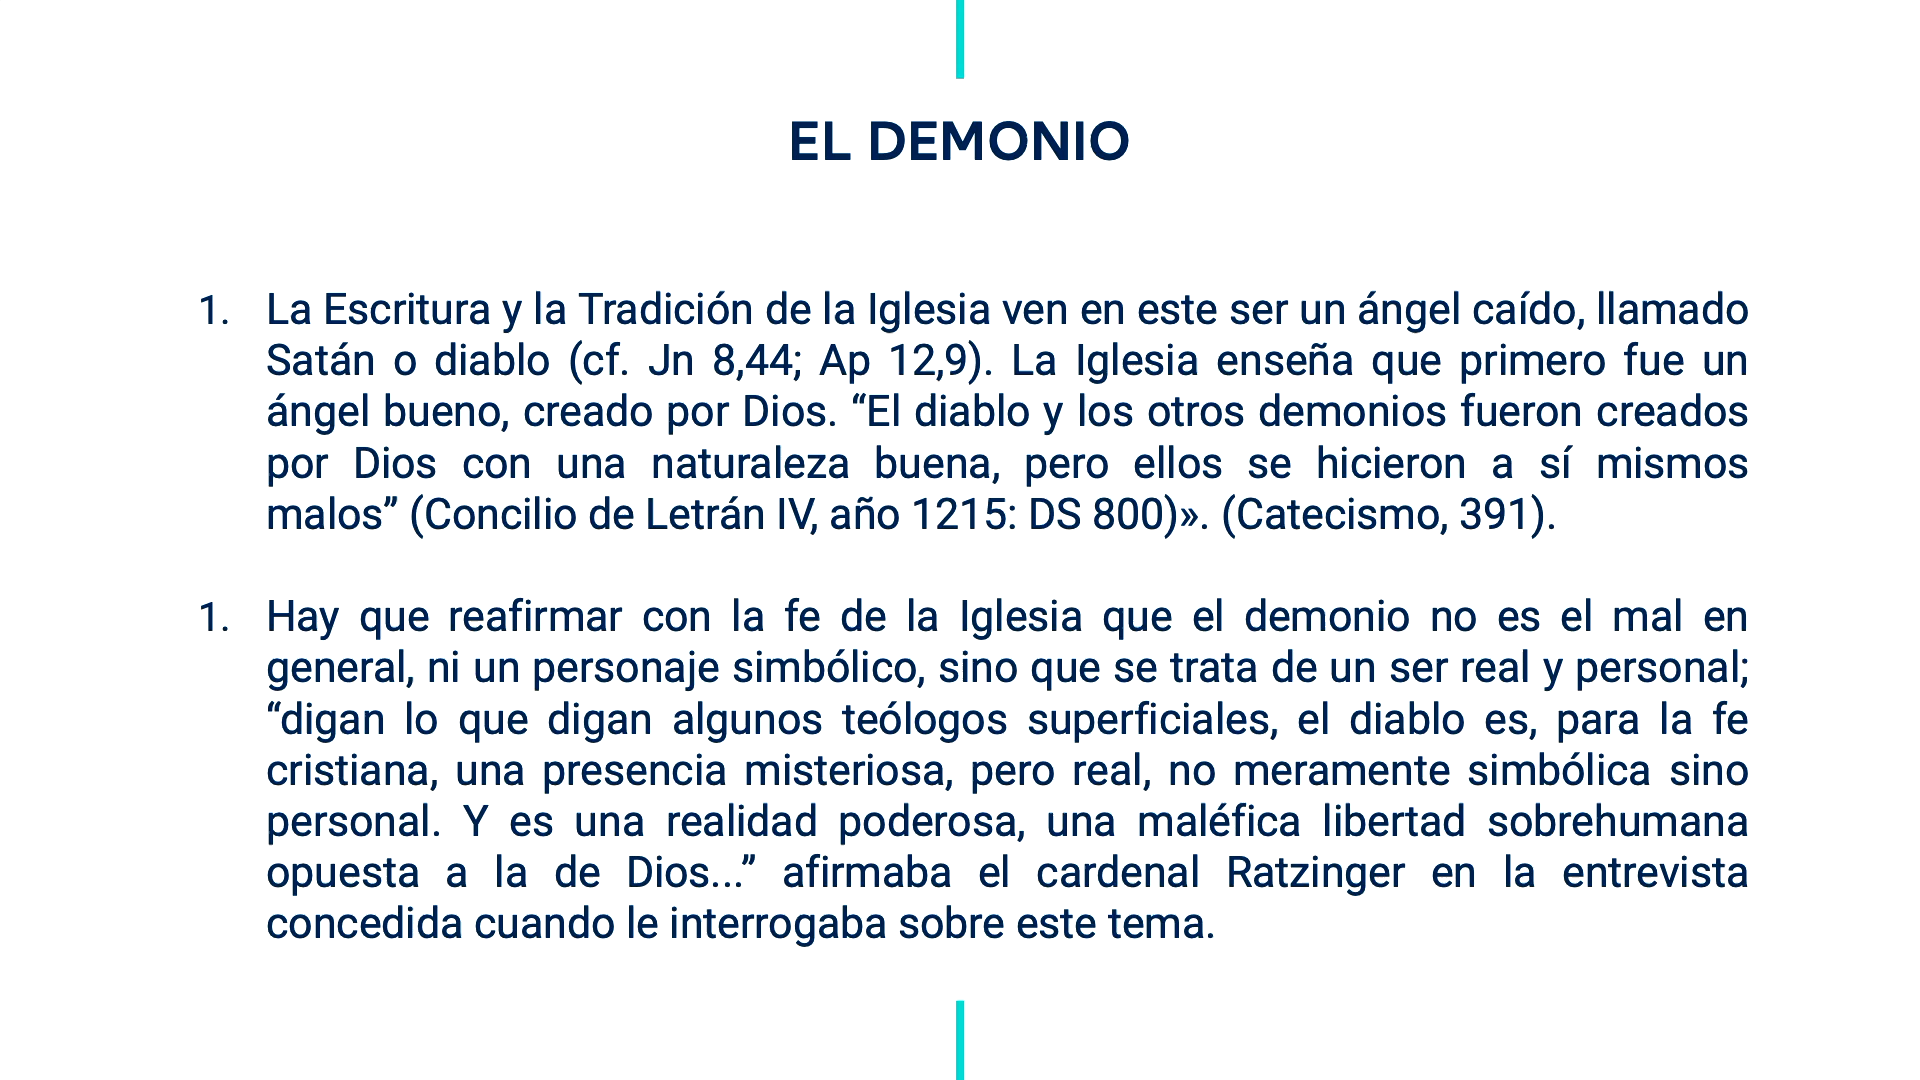 EL DEMONIO
1. La Escritura y la Tradición de la Iglesia ven en este ser un ángel caído, llamado
Satán o diablo (cf. Jn 8,44; Ap 12,9). La Iglesia enseña que primero fue un
ángel bueno, creado por Dios. “El diablo y los otros demonios fueron creados
por Dios con una naturaleza buena, pero ellos se hicieron a sí mismos
malos” (Concilio de Letrán IV, año 1215: DS 800)». (Catecismo, 391).
1. Hay que reafirmar con la fe de la Iglesia que el demonio no es el mal en
general, ni un personaje simbólico, sino que se trata de un ser real y personal;
“digan lo que digan algunos teólogos superficiales, el diablo es, para la fe
cristiana, una presencia misteriosa, pero real, no meramente simbólica sino
personal. Y es una realidad poderosa, una maléfica libertad sobrehumana
opuesta a la de Dios...” afirmaba el cardenal Ratzinger en la entrevista
concedida cuando le interrogaba sobre este tema.